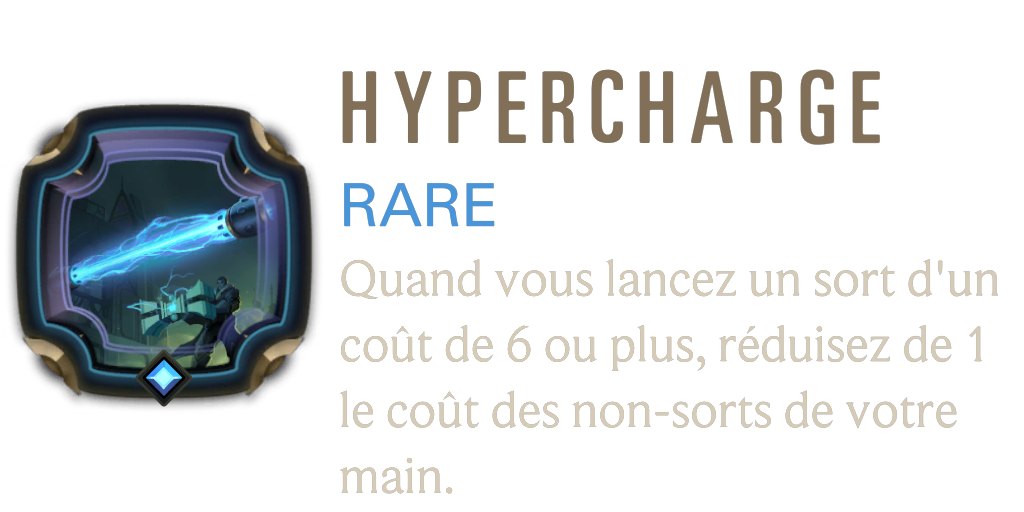 HYPERCHARGE
RARE
Quand vous lancez un sort d'un
coût de 6 ou plus, réduisez de 1
le coût des non-sorts de votre
main.